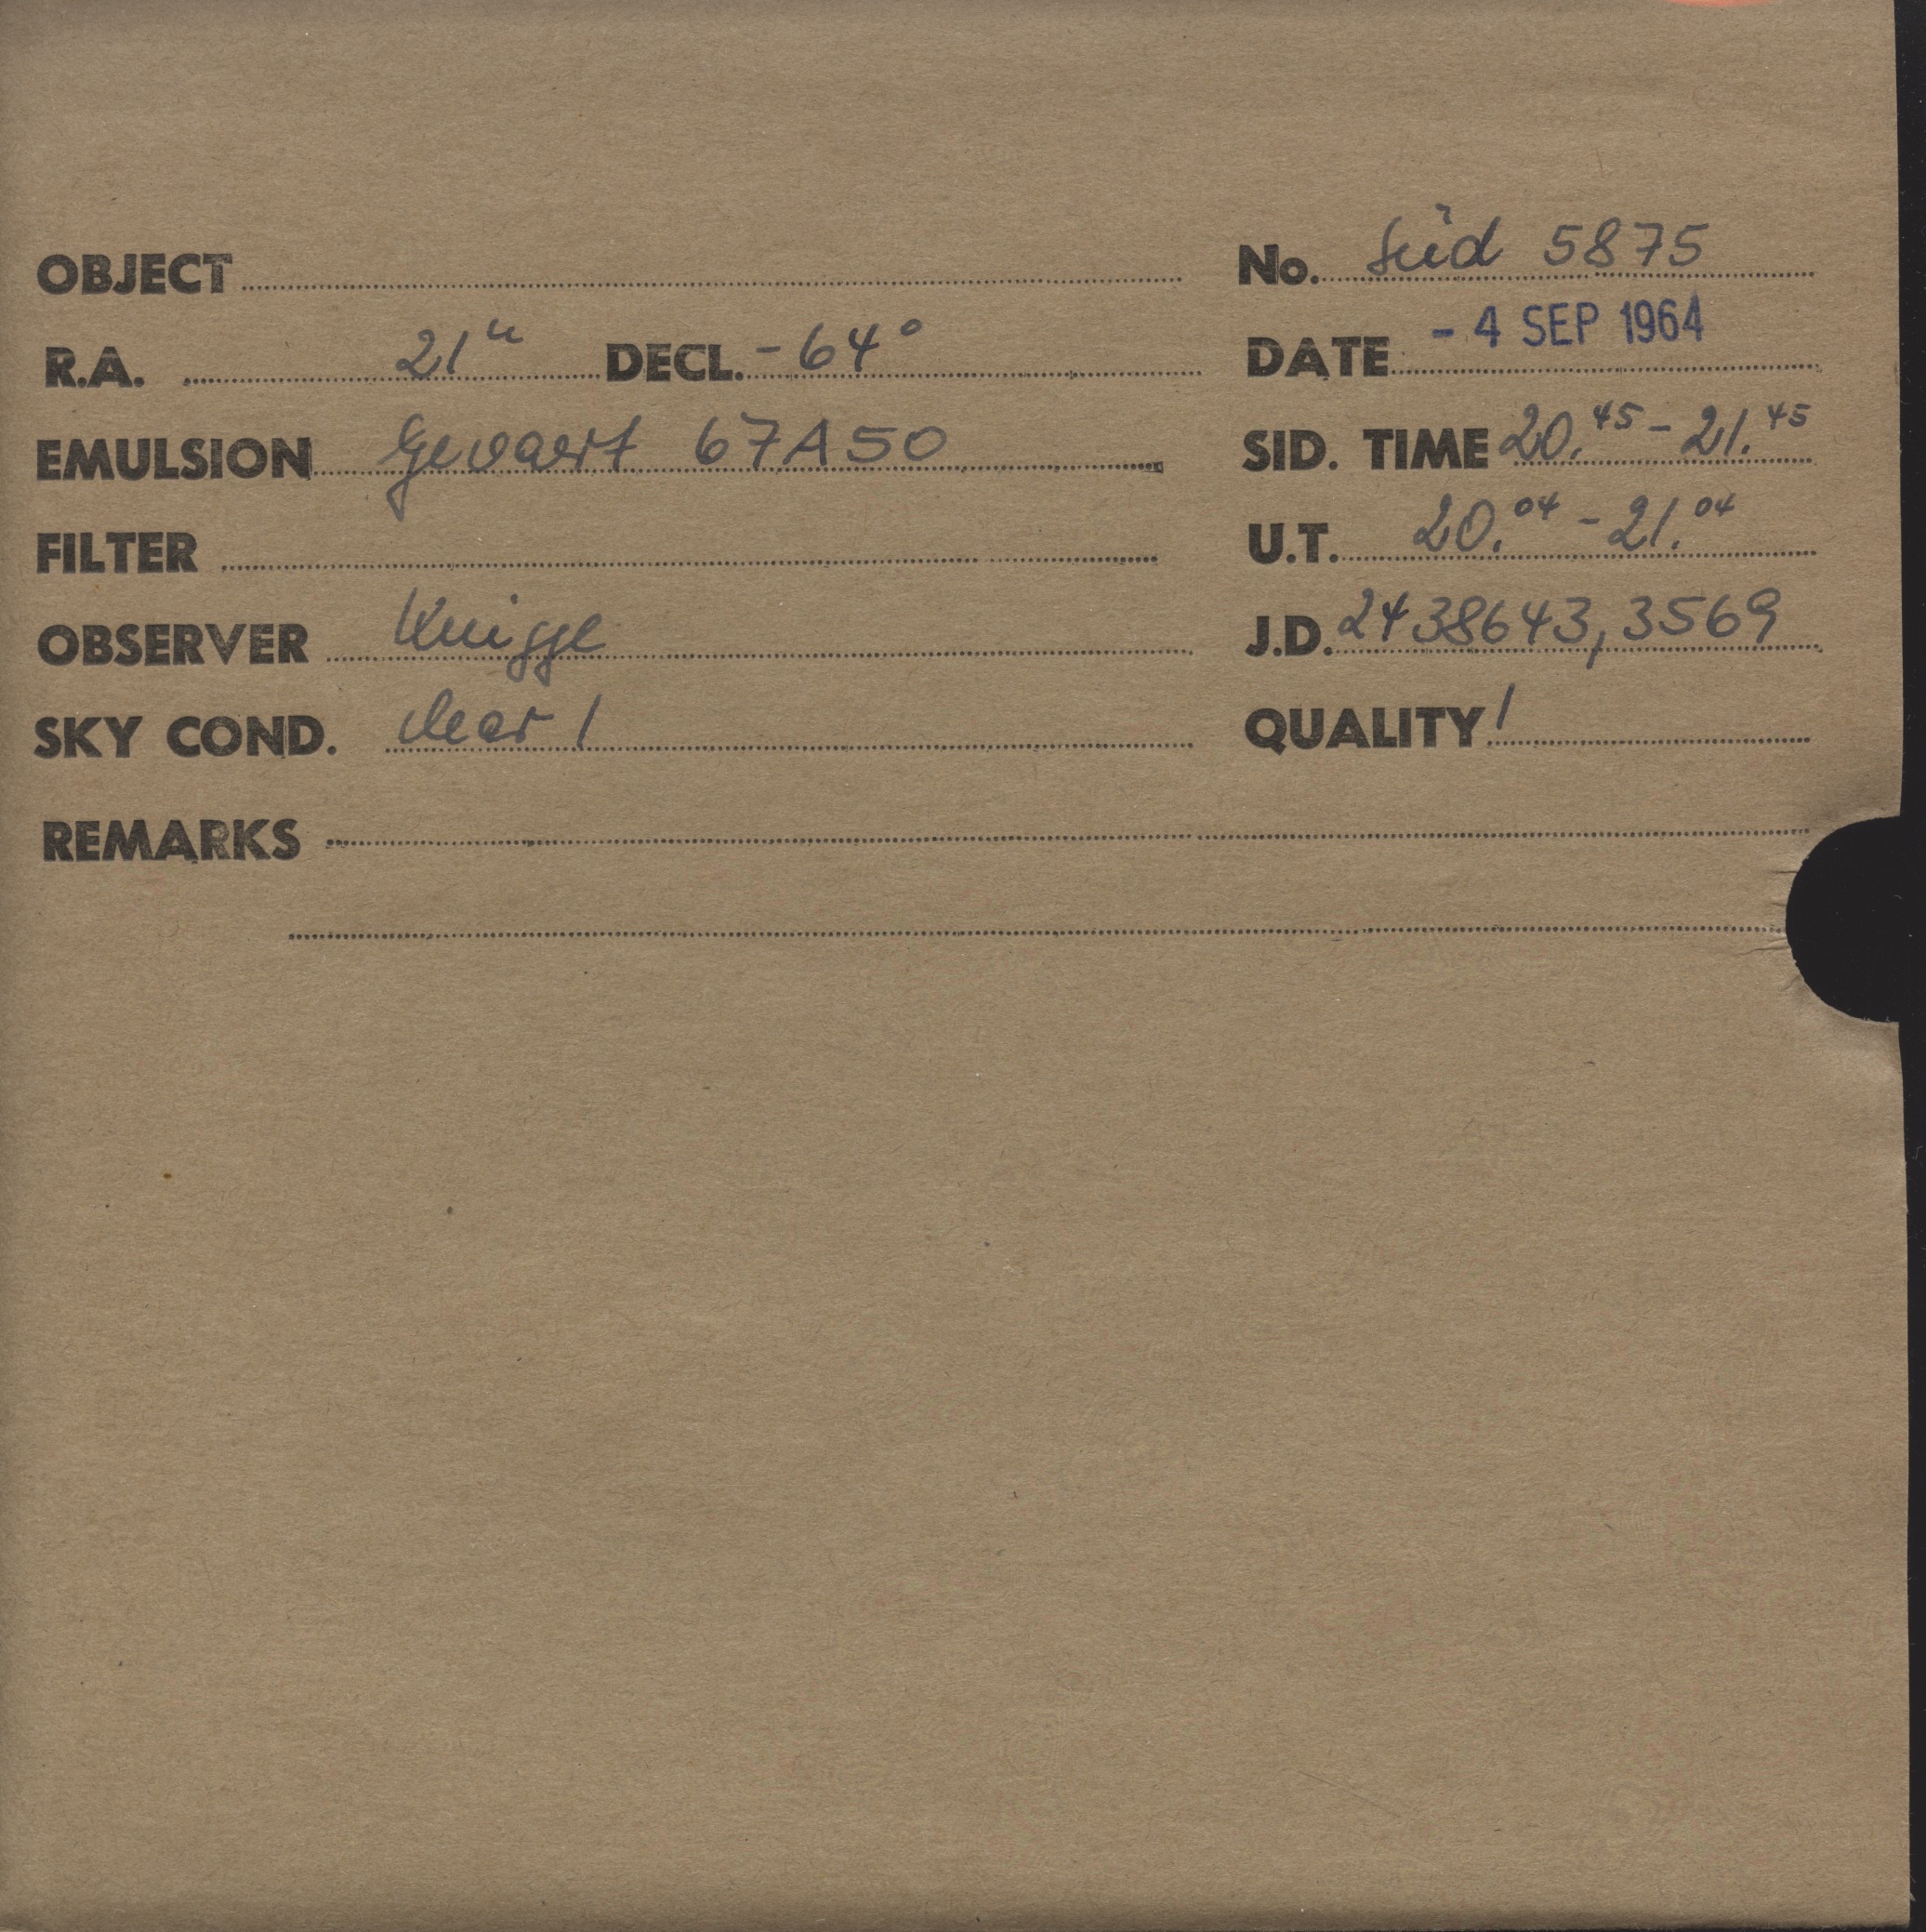 OBJECT No. Süd 5875
R.A. 21h DECL. -64° DATE - 4 SEP 1964
EMULSION Gevaert 67A50 SID. TIME 20.45 - 21.45
FILTER U.T. 20.04 - 21.04
OBSERVER Knigge J.D. 2438643,3569
SKY COND. clear 1 QUALITY 1
REMARKS